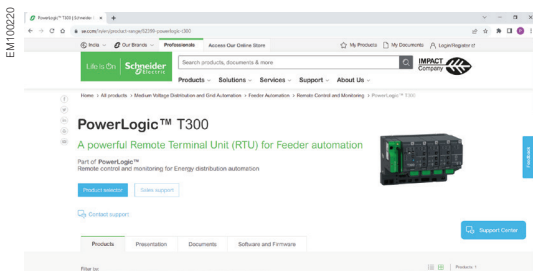 EM100220
PowerLogic™ T300 | Schneider
se.com/in/en/product-range/62399-powerlogic-t300
India Our Brands Professionals Access Our Online Store My Products My Documents Login/Register
Life Is On Schneider Electric
Search products, documents & more
IMPACT Company
Products Solutions Services Support About Us
Home > All products > Medium Voltage Distribution and Grid Automation > Feeder Automation > Remote Control and Monitoring > PowerLogic™ T300
PowerLogic™ T300
A powerful Remote Terminal Unit (RTU) for Feeder automation
Part of PowerLogic™
Remote control and monitoring for Energy distribution automation
Product selector Sales support
Contact support
Feedback
Support Center
Products Presentation Documents Software and Firmware
Filter by:
Products